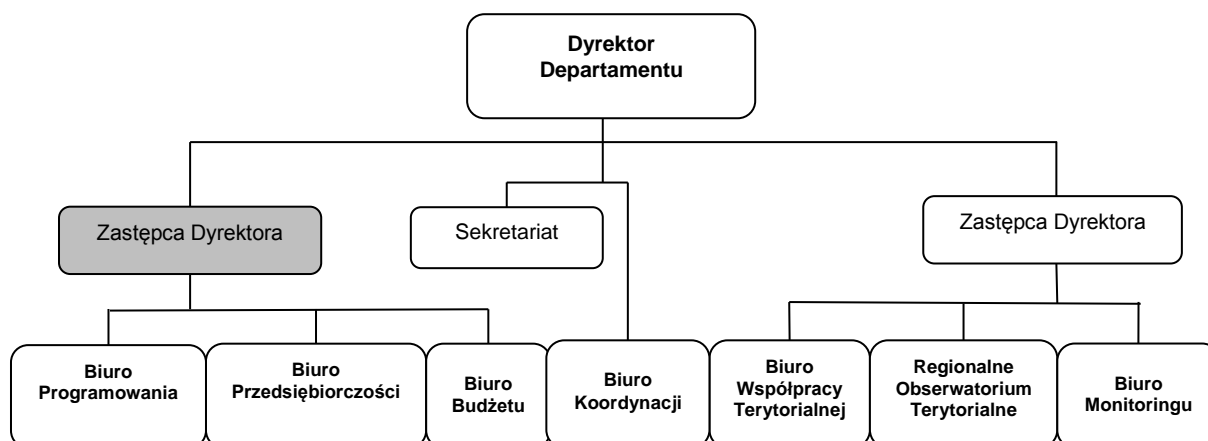 Dyrektor
Departamentu
Zastępca Dyrektora
Sekretariat
Zastępca Dyrektora
Biuro
Programowania
Biuro
Przedsiębiorczości
Biuro
Budżetu
Biuro
Koordynacji
Biuro
Współpracy
Terytorialnej
Regionalne
Obserwatorium
Terytorialne
Biuro
Monitoringu